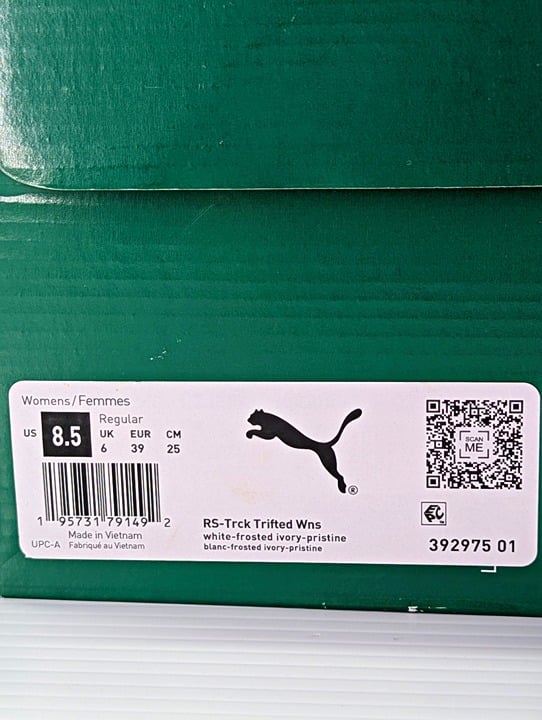 Womens/Femmes
Regular
US 8.5 UK EUR CM
6 39 25
1 95731 79149 2
Made in Vietnam
UPC-A Fabriqué au Vietnam
®
RS-Trck Trifted Wns
white-frosted ivory-pristine
blanc-frosted ivory-pristine
SCAN
ME
392975 01